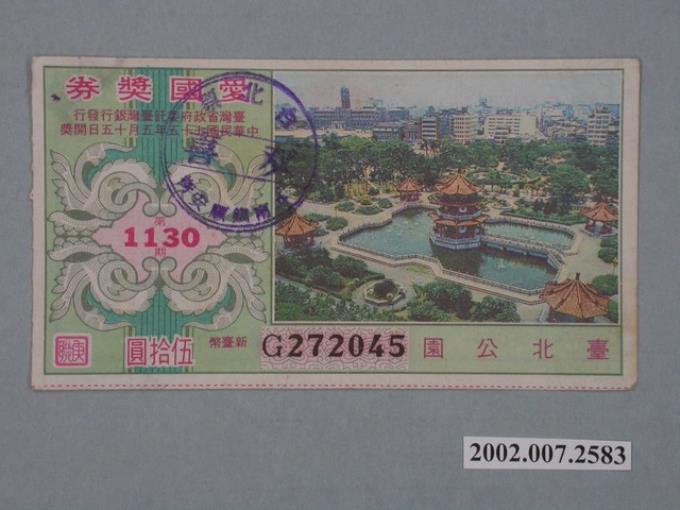 愛國獎券
臺灣省政府委託臺灣銀行發行
中華民國七十五年五月十五日開獎
第
1130
期
新臺幣
伍拾圓
G272045
臺北公園
2002.007.2583